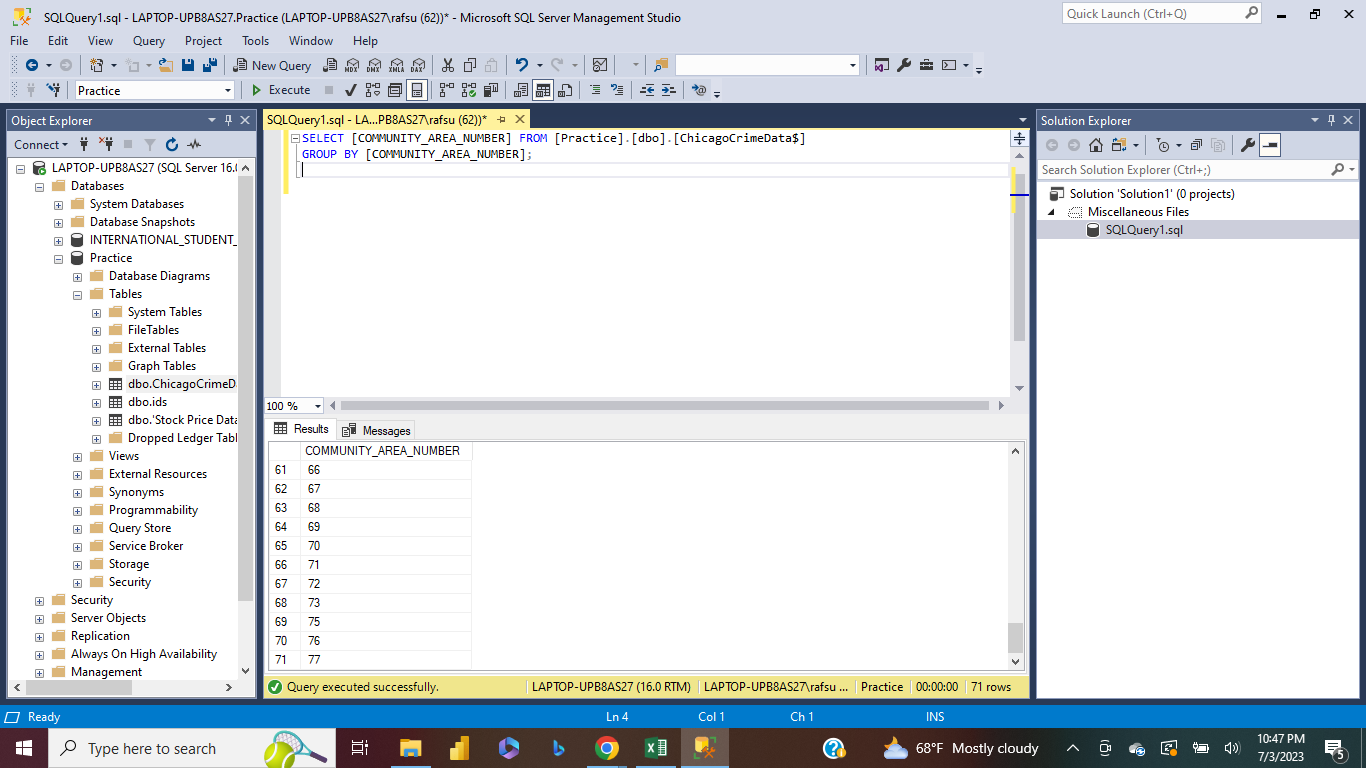 SQLQuery1.sql - LAPTOP-UPB8AS27.Practice (LAPTOP-UPB8AS27\rafsu (62))* - Microsoft SQL Server Management Studio
Quick Launch (Ctrl+Q)
File Edit View Query Project Tools Window Help
New Query
MDX DMX XMLA DAX
Practice
Execute
Object Explorer
Connect
LAPTOP-UPB8AS27 (SQL Server 16.0
Databases
System Databases
Database Snapshots
INTERNATIONAL_STUDENT_
Practice
Database Diagrams
Tables
System Tables
FileTables
External Tables
Graph Tables
dbo.ChicagoCrimeDa
dbo.ids
dbo.'Stock Price Data
Dropped Ledger Tabl
Views
External Resources
Synonyms
Programmability
Query Store
Service Broker
Storage
Security
Security
Server Objects
Replication
Always On High Availability
Management
SQLQuery1.sql - LA...PB8AS27\rafsu (62))*
SELECT [COMMUNITY_AREA_NUMBER] FROM [Practice].[dbo].[ChicagoCrimeData$]
GROUP BY [COMMUNITY_AREA_NUMBER];
100 %
Results Messages
COMMUNITY_AREA_NUMBER
61 66
62 67
63 68
64 69
65 70
66 71
67 72
68 73
69 75
70 76
71 77
Query executed successfully. LAPTOP-UPB8AS27 (16.0 RTM) LAPTOP-UPB8AS27\rafsu ... Practice 00:00:00 71 rows
Solution Explorer
Search Solution Explorer (Ctrl+;)
Solution 'Solution1' (0 projects)
Miscellaneous Files
SQLQuery1.sql
Ready Ln 4 Col 1 Ch 1 INS
Type here to search
68°F Mostly cloudy
10:47 PM
7/3/2023
5